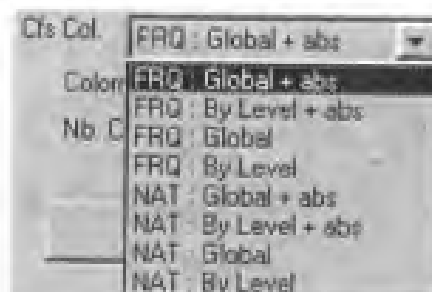 Cfs Col. FRQ : Global + abs
Colorr FRQ : Global + abs
FRQ : By Level + abs
Nb. C FRQ : Global
FRQ : By Level
NAT : Global + abs
NAT : By Level + abs
NAT : Global
NAT : By Level